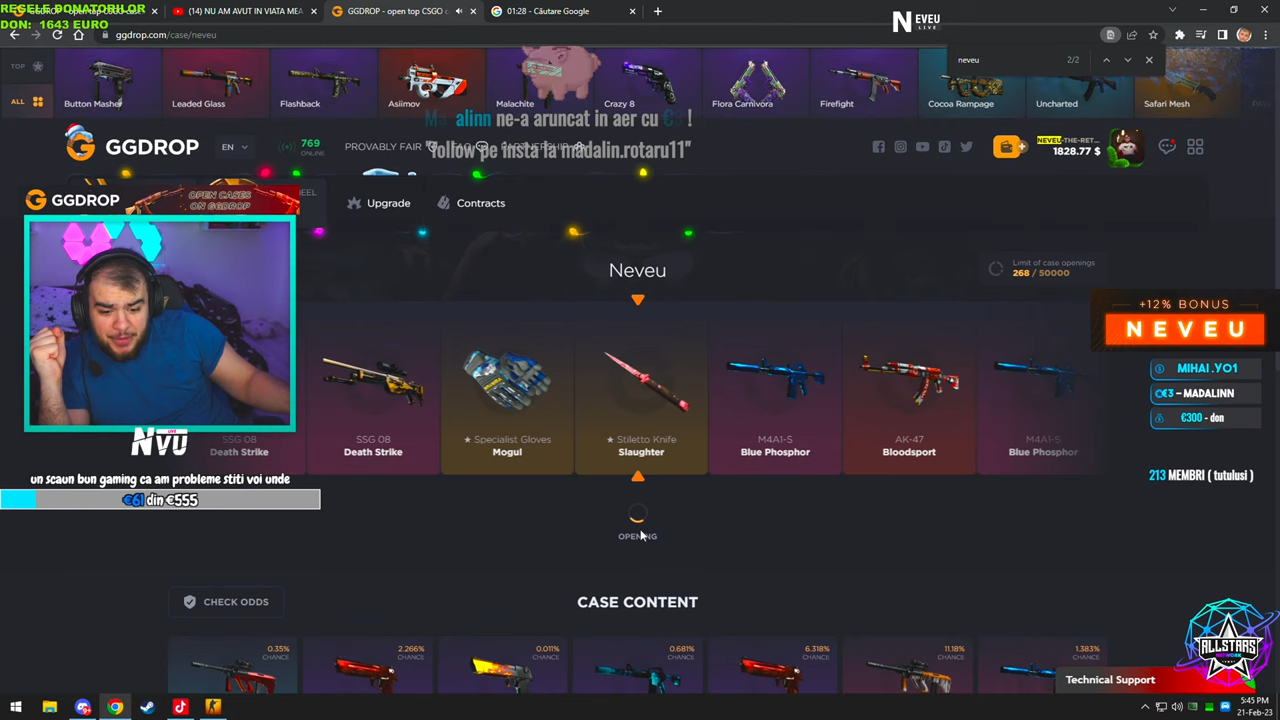 REGELE DONATORILOR
DON: 1643 EURO
(14) NU AM AVUT IN VIATA MEA
GGDROP - open top CSGO c
G1:28 - Căutare Google
ggdrop.com/case/neveu
NEVEU
LIVE
neveu
2/2
TOP
ALL
Button Masher
Leaded Glass
Flashback
Asiimov
Malachite
Crazy 8
Flora Carnivora
Firefight
Cocoa Rampage
Uncharted
Safari Mesh
alinn ne-a aruncat in aer cu !
"follow pe insta la madalin.rotaru11"
GGDROP
EN
769
ONLINE
PROVABLY FAIR
NEVEU-THE-RET...
1828.77 $
GGDROP
OPEN CASES
ON GGDROP
Upgrade
Contracts
Neveu
Limit of case openings
268 / 50000
+12% BONUS
NEVEU
MIHAI.YO1
€3 - MADALINN
€300 - don
213 MEMBRI ( tutulusi )
SSG 08
Death Strike
SSG 08
Death Strike
★ Specialist Gloves
Mogul
★ Stiletto Knife
Slaughter
M4A1-S
Blue Phosphor
AK-47
Bloodsport
M4A1-S
Blue Phosphor
NVU
LIVE
un scaun bun gaming ca am probleme stiti voi unde
€61 din €555
OPENING
CHECK ODDS
CASE CONTENT
0.35%
CHANCE
2.266%
CHANCE
0.011%
CHANCE
0.681%
CHANCE
6.318%
CHANCE
11.18%
CHANCE
1.383%
CHANCE
ALLSTARS
NETWORK
Technical Support
5:45 PM
21-Feb-23